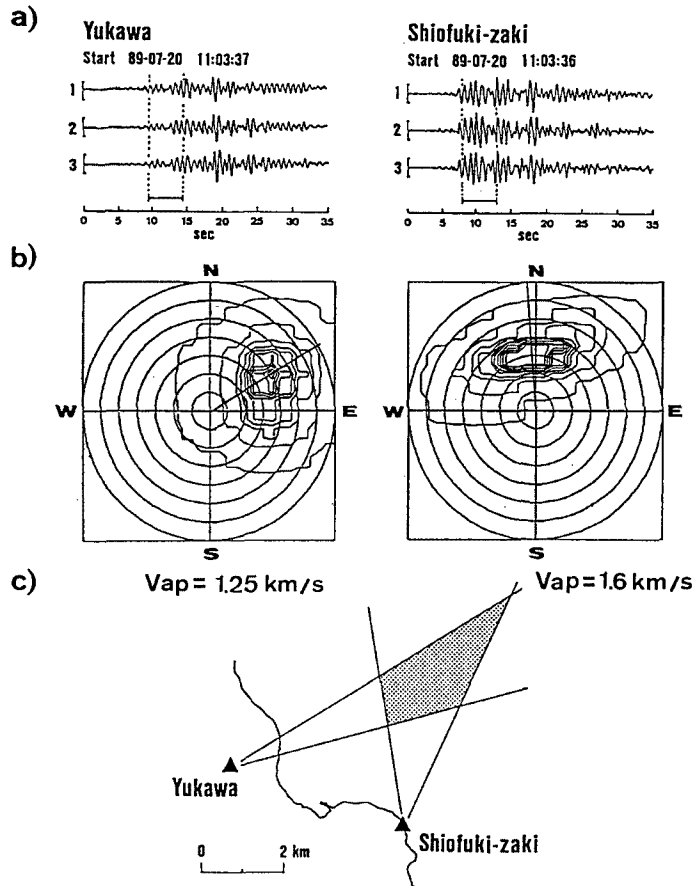 a)
Yukawa
Start 89-07-20 11:03:37
1
2
3
0 5 10 15 20 25 30 35
sec
Shiofuki-zaki
Start 89-07-20 11:03:36
1
2
3
0 5 10 15 20 25 30 35
sec
b)
N
W E
S
N
W E
S
Vap= 1.25 km/s
Vap=1.6 km/s
c)
Yukawa
Shiofuki-zaki
0 2 km